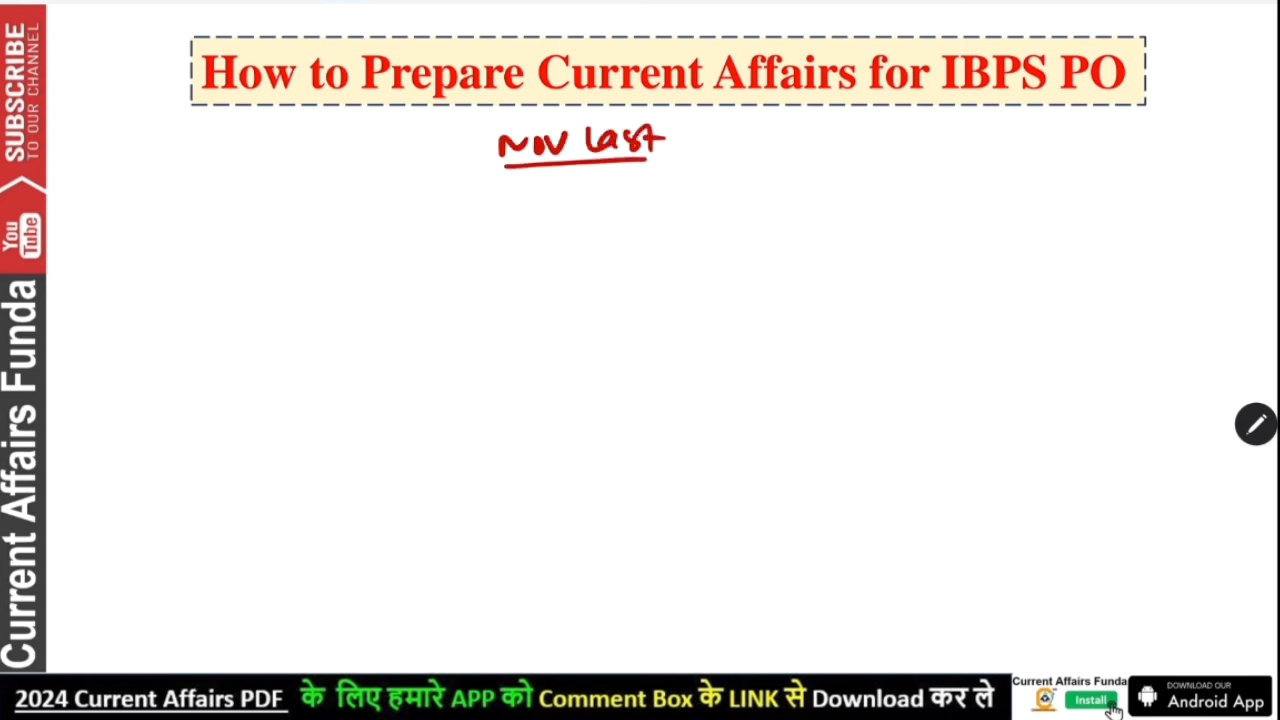 How to Prepare Current Affairs for IBPS PO
Nov Last
SUBSCRIBE
TO OUR CHANNEL
You Tube
Current Affairs Funda
2024 Current Affairs PDF के लिए हमारे APP को Comment Box के LINK से Download कर ले
Current Affairs Funda
Install
DOWNLOAD OUR
Android App